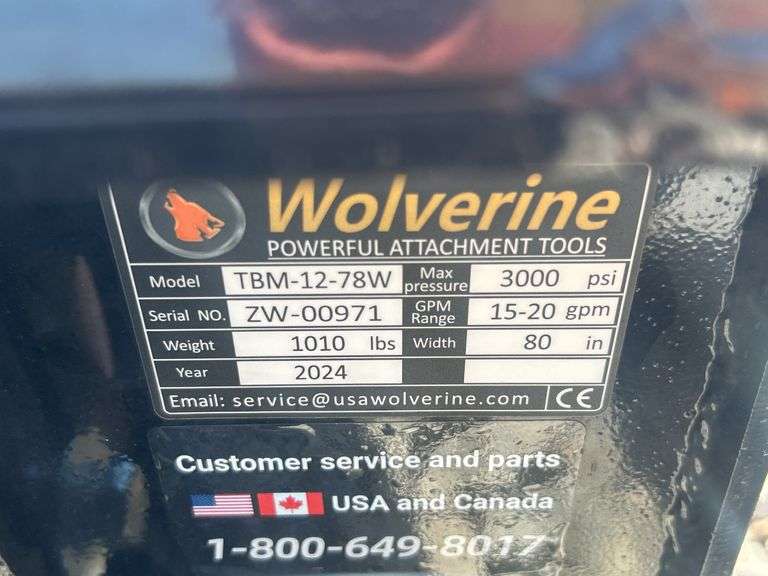 Wolverine
POWERFUL ATTACHMENT TOOLS
Model TBM-12-78W Max pressure 3000 psi
Serial NO. ZW-00971 GPM Range 15-20 gpm
Weight 1010 lbs Width 80 in
Year 2024
Email: service@usawolverine.com CE
Customer service and parts
USA and Canada
1-800-649-8017